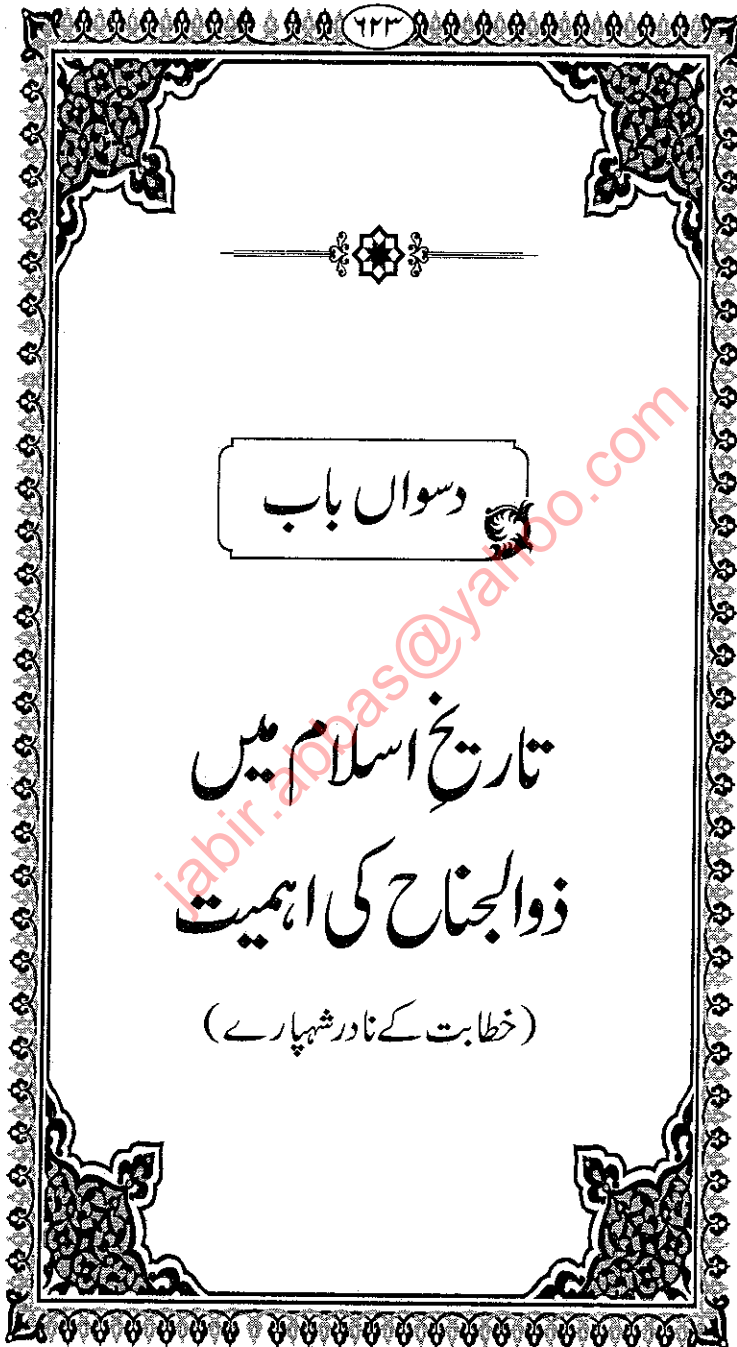 ۶۲۳
دسواں باب
تاریخِ اسلام میں
ذوالجناح کی اہمیت
(خطابت کے نادر شہپارے)
jabir.abbas@yahoo.com